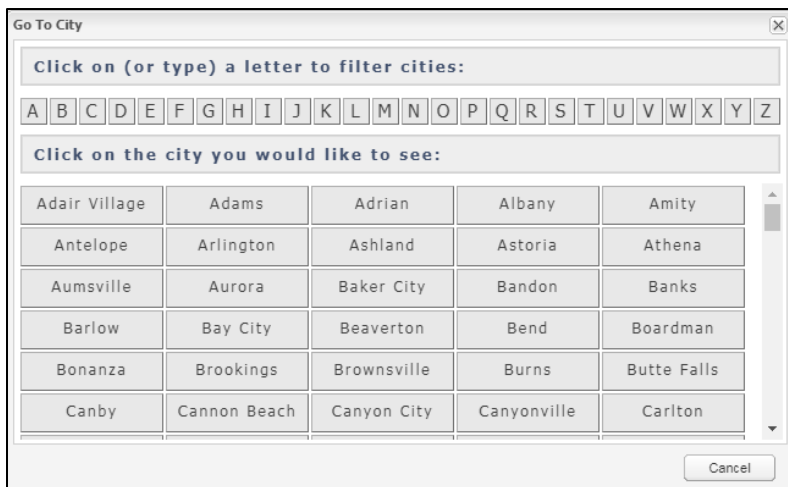 Go To City
Click on (or type) a letter to filter cities:
A B C D E F G H I J K L M N O P Q R S T U V W X Y Z
Click on the city you would like to see:
Adair Village Adams Adrian Albany Amity
Antelope Arlington Ashland Astoria Athena
Aumsville Aurora Baker City Bandon Banks
Barlow Bay City Beaverton Bend Boardman
Bonanza Brookings Brownsville Burns Butte Falls
Canby Cannon Beach Canyon City Canyonville Carlton
Cancel